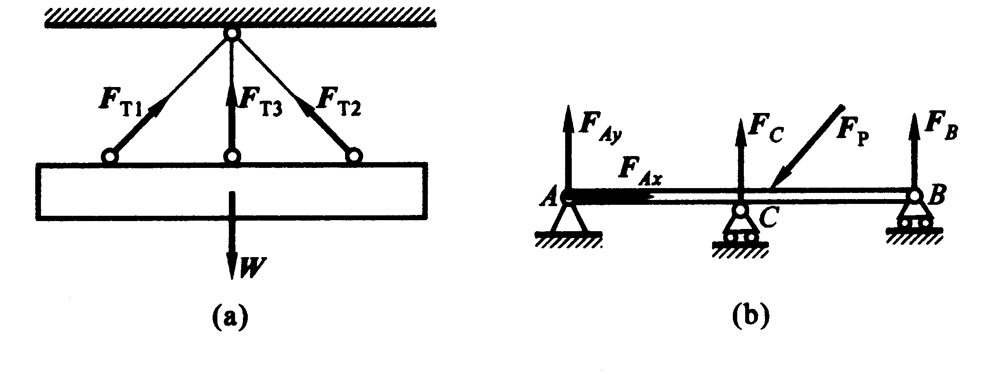 F_T1 F_T3 F_T2
W
(a)
F_Ay F_C F_P F_B
F_Ax
A B
C
(b)